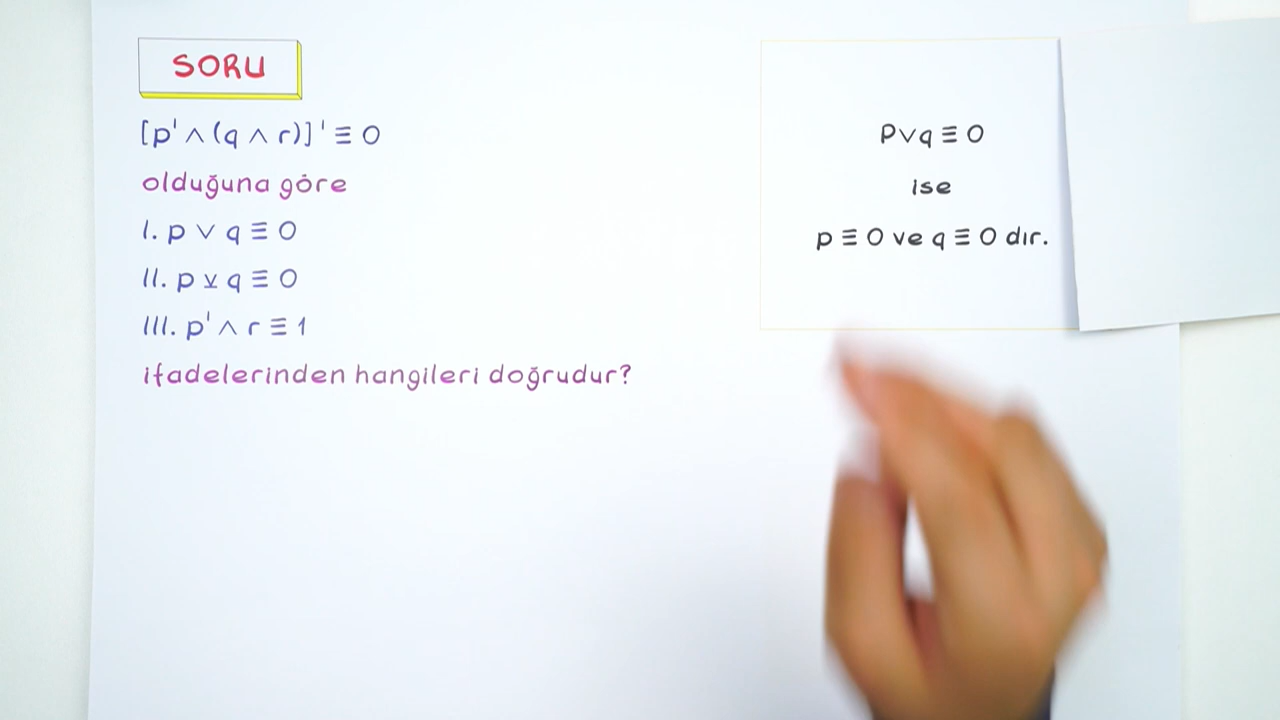 SORU
[p' ∧ (q ∧ r)]' ≡ 0
olduğuna göre
I. p ∨ q ≡ 0
II. p ⊻ q ≡ 0
III. p' ∧ r ≡ 1
ifadelerinden hangileri doğrudur?
p∨q ≡ 0
ise
p ≡ 0 ve q ≡ 0 dır.